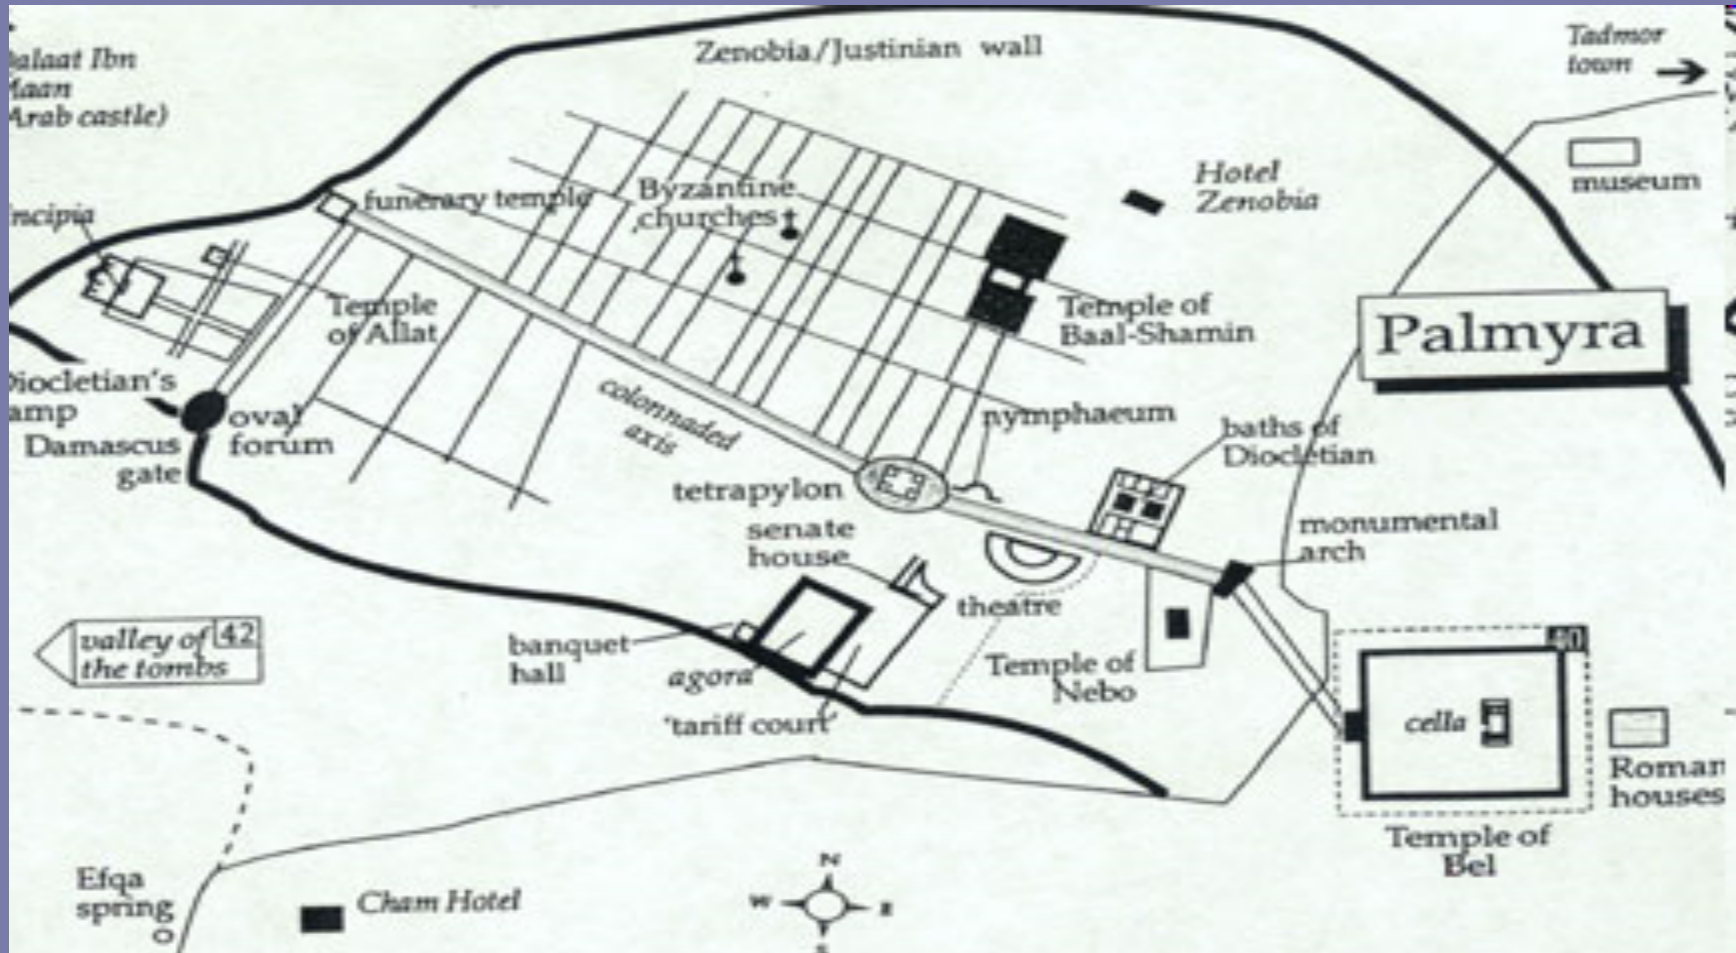 Zenobia/Justinian wall
Tadmor
town
alaat Ibn
Maan
Arab castle)
Hotel
Zenobia
museum
funerary temple
Byzantine
churches
ncipia
Temple
of Allat
Temple of
Baal-Shamin
Palmyra
Diocletian's
amp
oval
forum
Damascus
gate
colonnaded
axis
nymphaeum
baths of
Diocletian
tetrapylon
senate
house
monumental
arch
theatre
valley of 42
the tombs
banquet
hall
agora
Temple of
Nebo
'tariff court'
cella
Roman
houses
Temple of
Bel
Efqa
spring
Cham Hotel
N
W
E
S